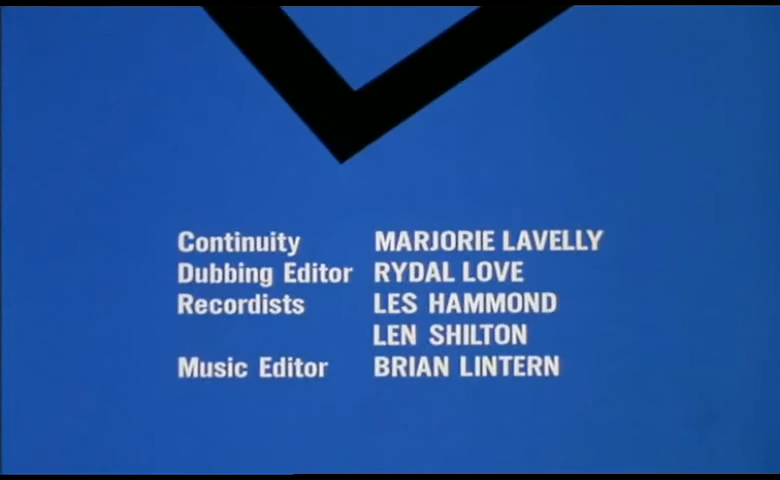 Continuity MARJORIE LAVELLY
Dubbing Editor RYDAL LOVE
Recordists LES HAMMOND
LEN SHILTON
Music Editor BRIAN LINTERN